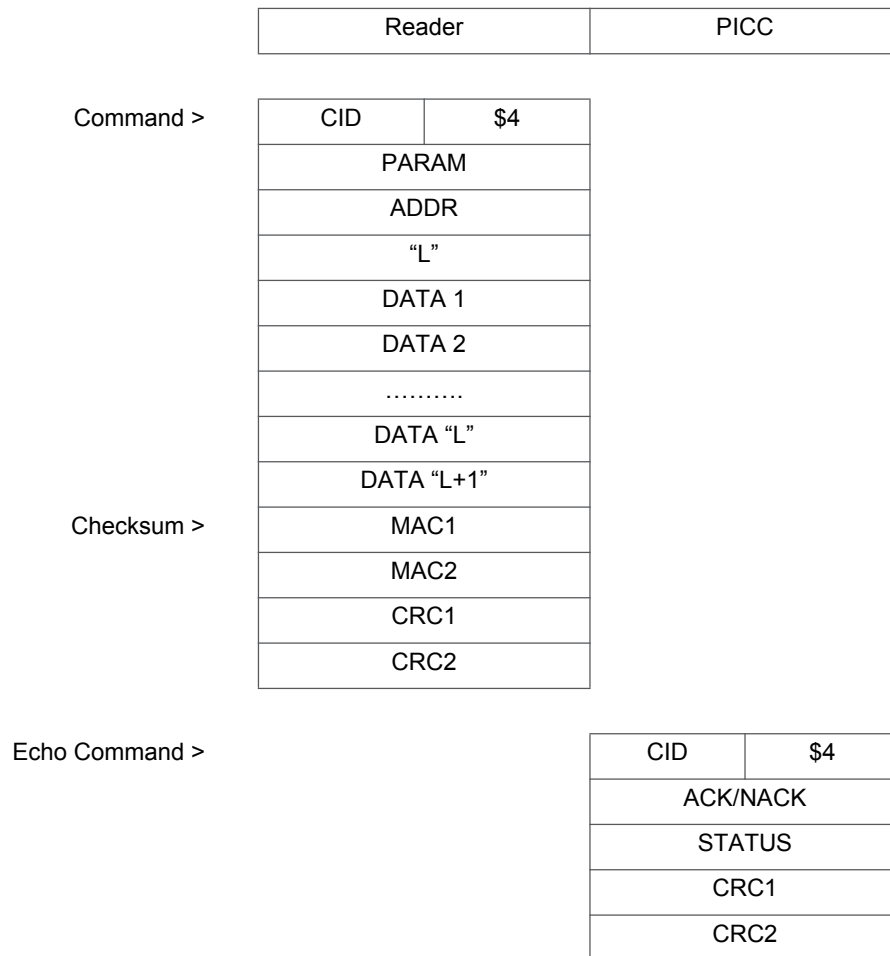 Reader PICC
Command > CID $4
PARAM
ADDR
“L”
DATA 1
DATA 2
……….
DATA “L”
DATA “L+1”
Checksum > MAC1
MAC2
CRC1
CRC2
Echo Command > CID $4
ACK/NACK
STATUS
CRC1
CRC2